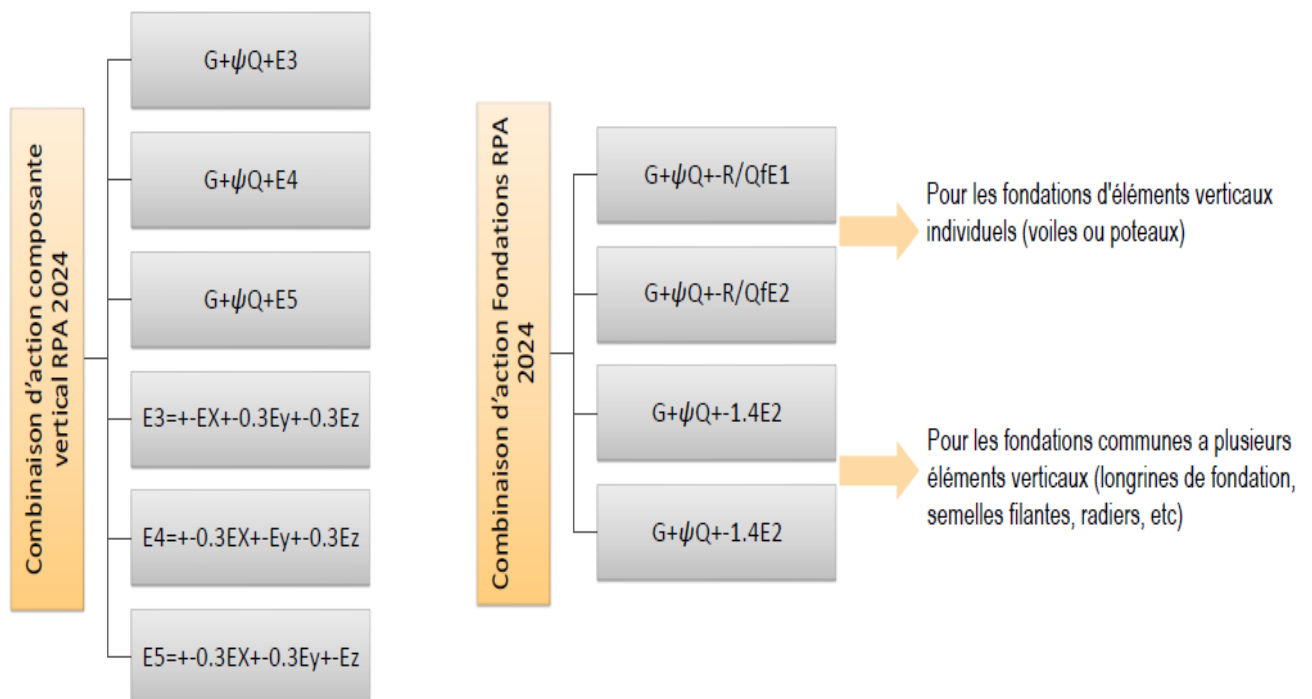 Combinaison d'action composante
vertical RPA 2024
G+ψQ+E3
G+ψQ+E4
G+ψQ+E5
E3=+-EX+-0.3Ey+-0.3Ez
E4=+-0.3EX+-Ey+-0.3Ez
E5=+-0.3EX+-0.3Ey+-Ez
Combinaison d'action Fondations RPA
2024
G+ψQ+-R/QfE1
G+ψQ+-R/QfE2
G+ψQ+-1.4E2
G+ψQ+-1.4E2
Pour les fondations d'éléments verticaux
individuels (voiles ou poteaux)
Pour les fondations communes a plusieurs
éléments verticaux (longrines de fondation,
semelles filantes, radiers, etc)